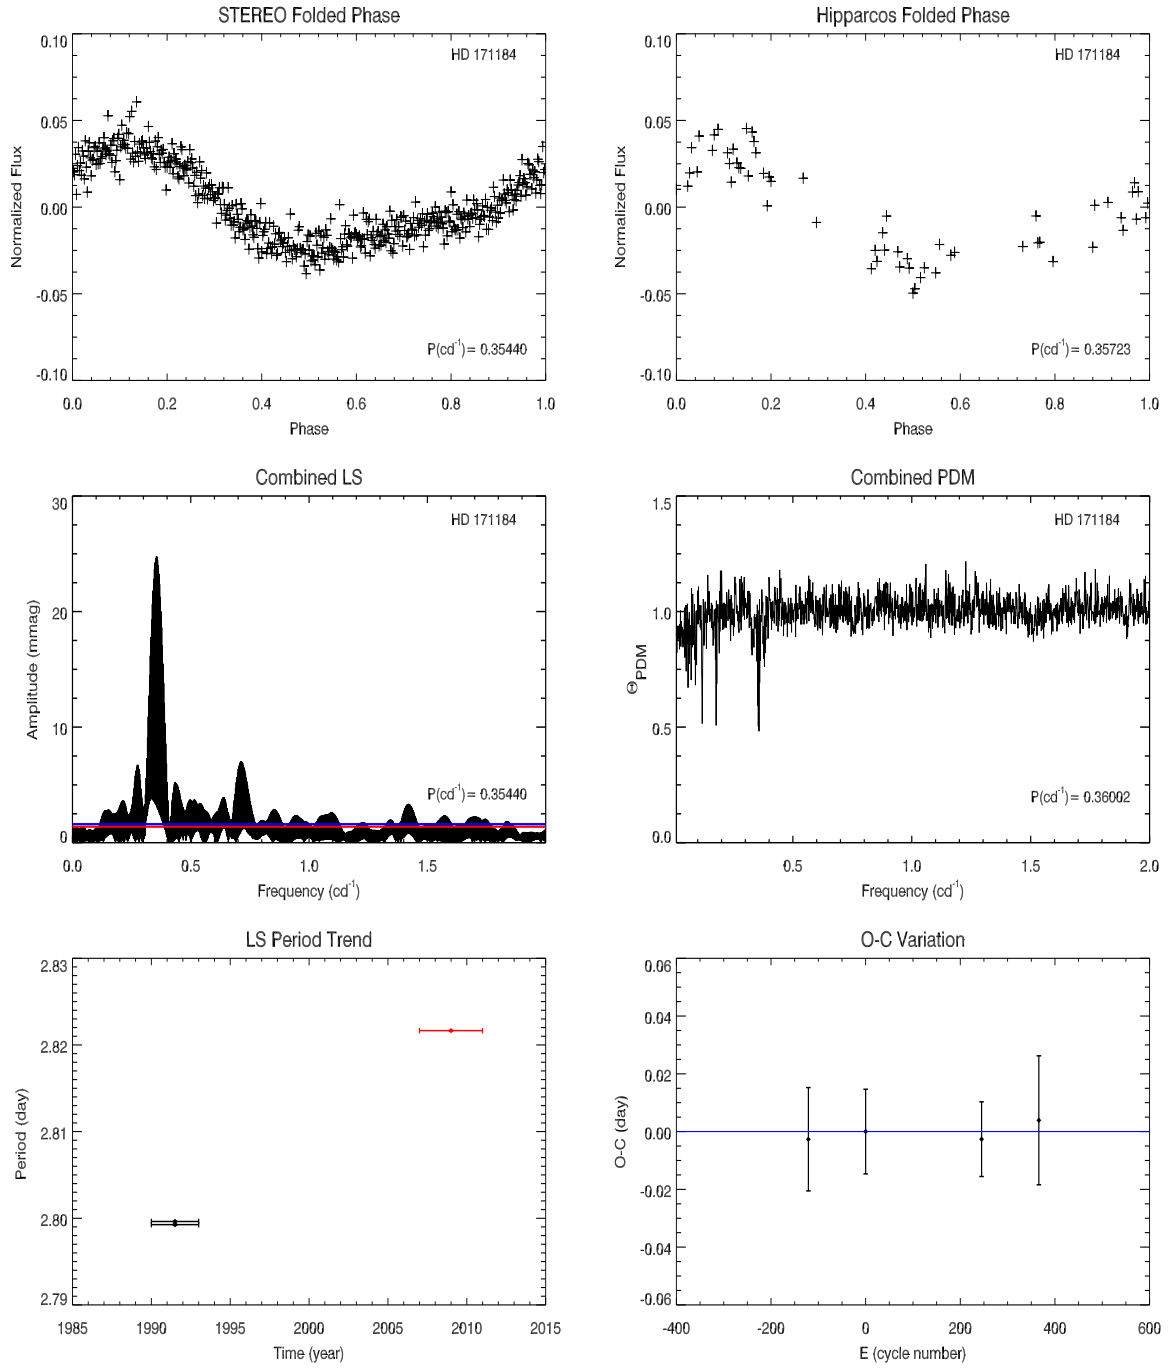 STEREO Folded Phase
HD 171184
Normalized Flux
0.10
0.05
0.00
-0.05
-0.10
P(cd-1)= 0.35440
0.0 0.2 0.4 0.6 0.8 1.0
Phase
Hipparcos Folded Phase
HD 171184
Normalized Flux
0.10
0.05
0.00
-0.05
-0.10
P(cd-1)= 0.35723
0.0 0.2 0.4 0.6 0.8 1.0
Phase
Combined LS
HD 171184
Amplitude (mmag)
30
20
10
0
P(cd-1)= 0.35440
0.0 0.5 1.0 1.5
Frequency (cd-1)
Combined PDM
HD 171184
ΘPDM
1.5
1.0
0.5
0.0
P(cd-1)= 0.36002
0.5 1.0 1.5 2.0
Frequency (cd-1)
LS Period Trend
Period (day)
2.83
2.82
2.81
2.80
2.79
1985 1990 1995 2000 2005 2010 2015
Time (year)
O-C Variation
O-C (day)
0.06
0.04
0.02
0.00
-0.02
-0.04
-0.06
-400 -200 0 200 400 600
E (cycle number)